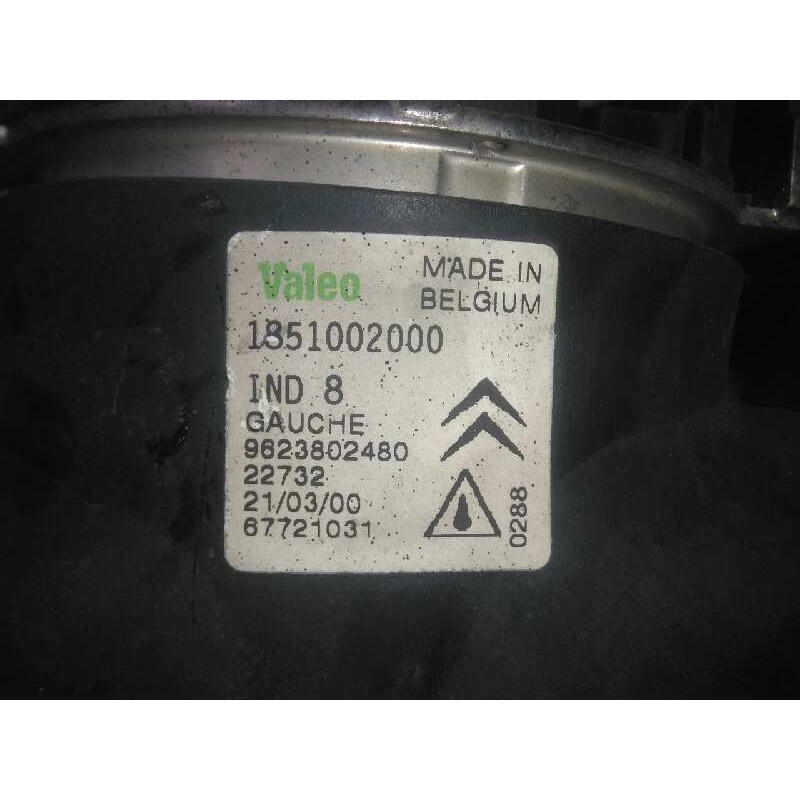 Valeo
MADE IN
BELGIUM
1851002000
IND 8
GAUCHE
9623802480
22732
21/03/00
67721031
0288